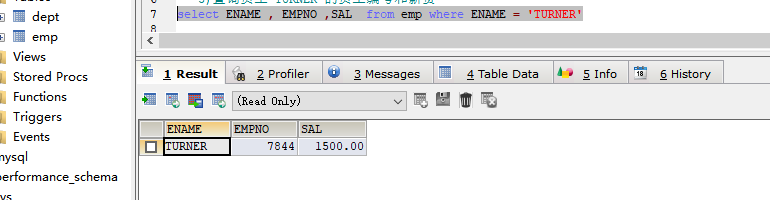 dept
emp
Views
Stored Procs
Functions
Triggers
Events
mysql
performance_schema
7 select ENAME , EMPNO ,SAL from emp where ENAME = 'TURNER'
8
1 Result
2 Profiler
3 Messages
4 Table Data
5 Info
18
6 History
(Read Only)
ENAME EMPNO SAL
TURNER 7844 1500.00